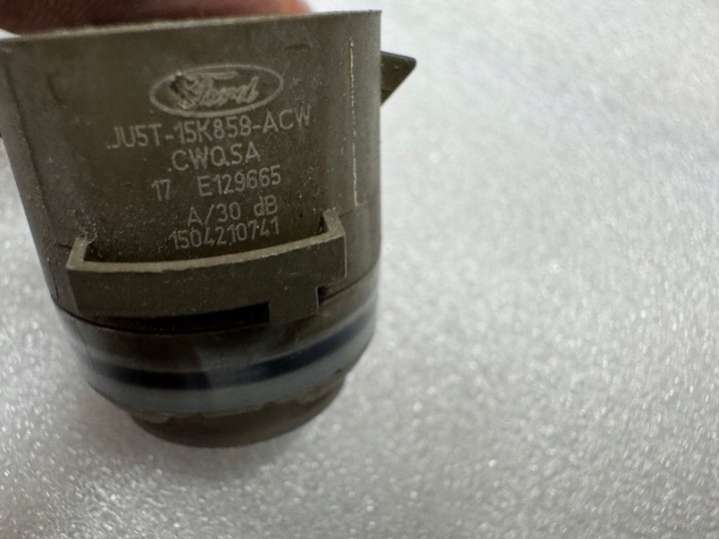 Ford
JU5T-15K859-ACW
CWQSA
17 E129665
A/30 dB
1504210741